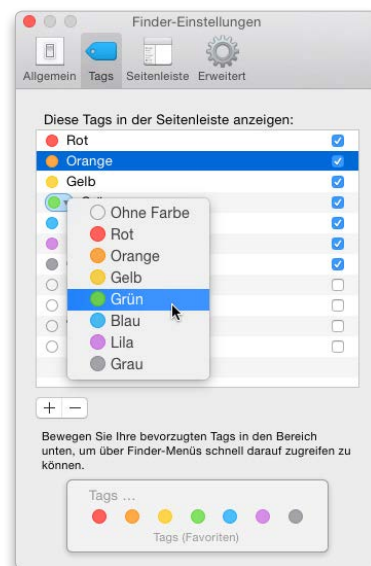 Finder-Einstellungen
Allgemein Tags Seitenleiste Erweitert
Diese Tags in der Seitenleiste anzeigen:
Rot
Orange
Gelb
Ohne Farbe
Rot
Orange
Gelb
Grün
Blau
Lila
Grau
Bewegen Sie Ihre bevorzugten Tags in den Bereich
unten, um über Finder-Menüs schnell darauf zugreifen zu
können.
Tags ...
Tags (Favoriten)